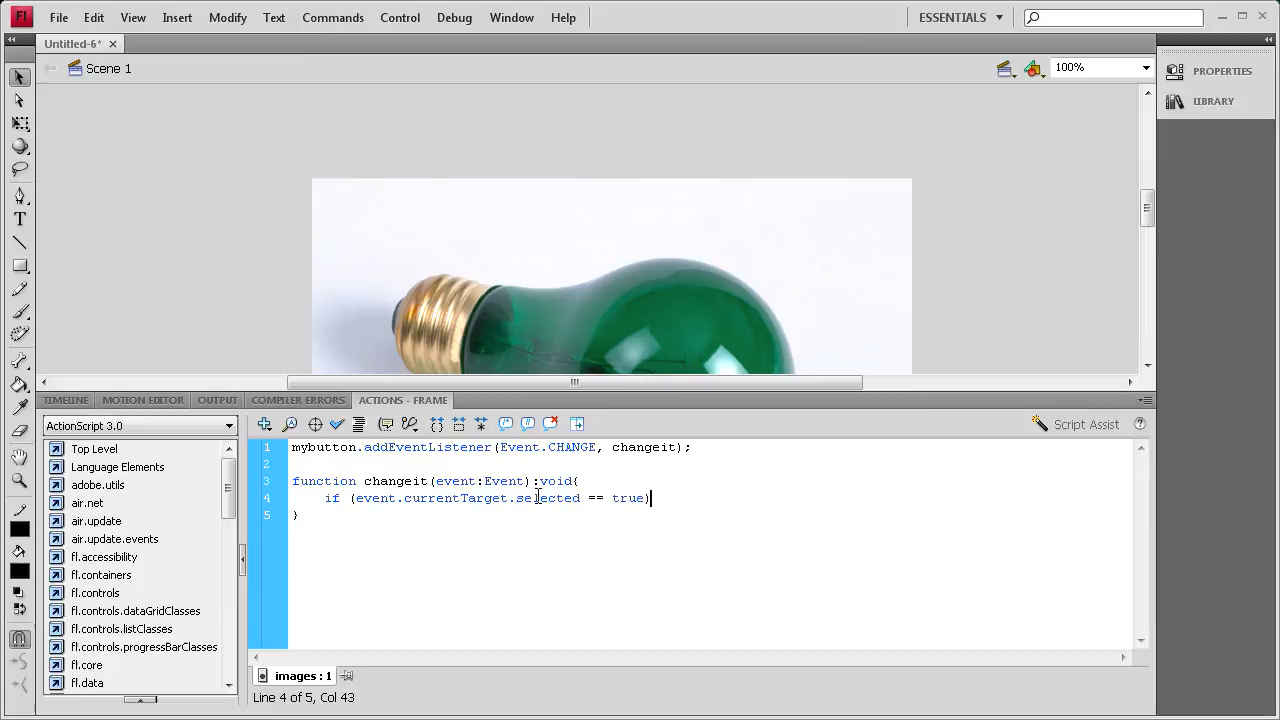 Fl File Edit View Insert Modify Text Commands Control Debug Window Help ESSENTIALS
Untitled-6*
Scene 1 100%
PROPERTIES
LIBRARY
TIMELINE MOTION EDITOR OUTPUT COMPILER ERRORS ACTIONS - FRAME
ActionScript 3.0 Script Assist
Top Level
Language Elements
adobe.utils
air.net
air.update
air.update.events
fl.accessibility
fl.containers
fl.controls
fl.controls.dataGridClasses
fl.controls.listClasses
fl.controls.progressBarClasses
fl.core
fl.data
1 mybutton.addEventListener(Event.CHANGE, changeit);
2
3 function changeit(event:Event):void{
4 if (event.currentTarget.selected == true)
5 }
images : 1
Line 4 of 5, Col 43